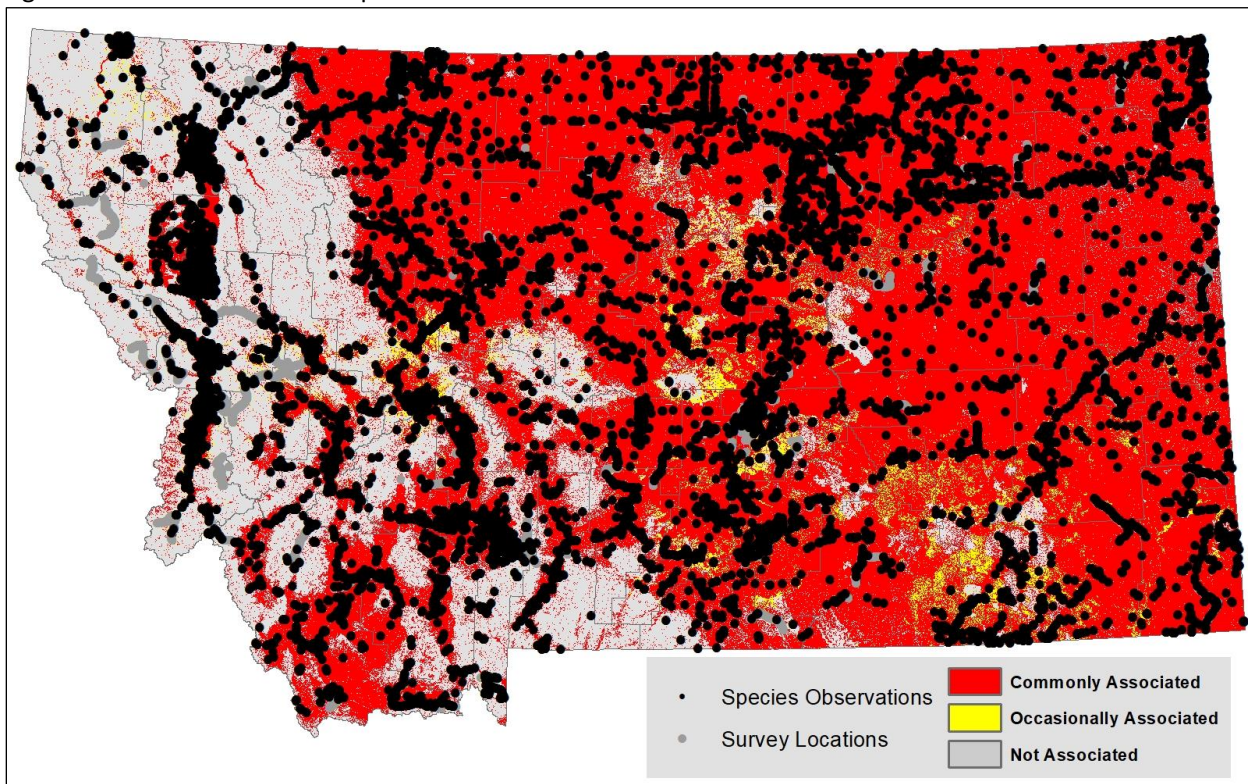 Species Observations
Survey Locations
Commonly Associated
Occasionally Associated
Not Associated